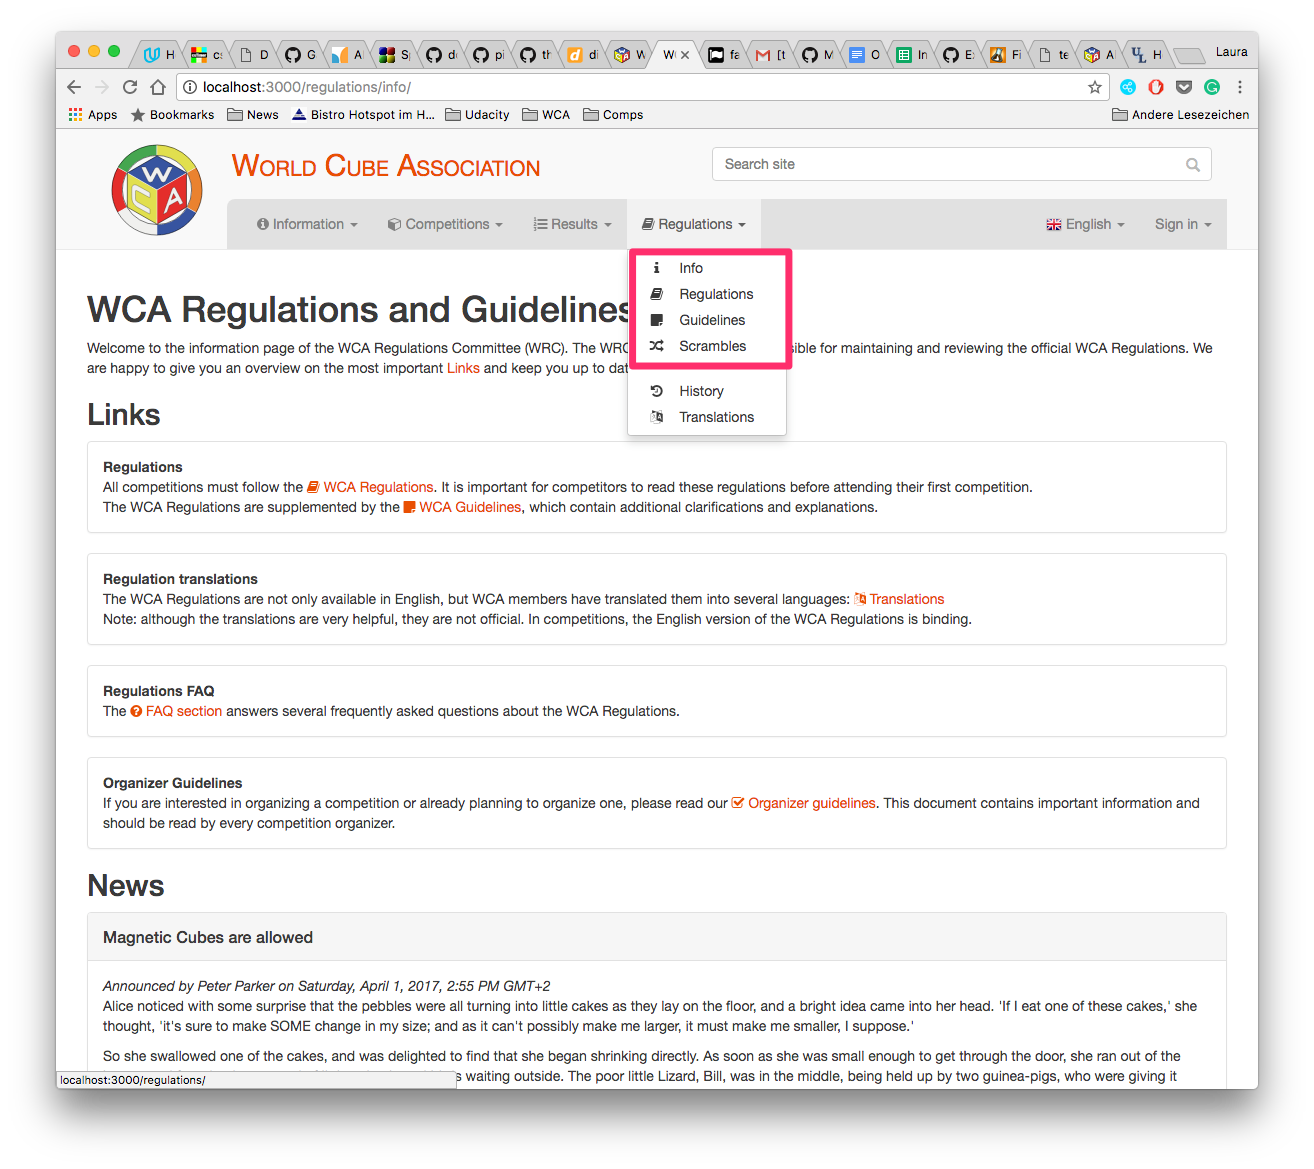 H
cs
D
G
A
S
do
pi
th
di
W
W
fa
[t
M
O
In
E
Fi
te
A
H
Laura
localhost:3000/regulations/info/
Apps
Bookmarks
News
Bistro Hotspot im H...
Udacity
WCA
Comps
Andere Lesezeichen
WCA
WORLD CUBE ASSOCIATION
Search site
Information
Competitions
Results
Regulations
English
Sign in
Info
Regulations
Guidelines
Scrambles
History
Translations
WCA Regulations and Guidelines
Welcome to the information page of the WCA Regulations Committee (WRC). The WRC sible for maintaining and reviewing the official WCA Regulations. We
are happy to give you an overview on the most important Links and keep you up to dat
Links
Regulations
All competitions must follow the WCA Regulations. It is important for competitors to read these regulations before attending their first competition.
The WCA Regulations are supplemented by the WCA Guidelines, which contain additional clarifications and explanations.
Regulation translations
The WCA Regulations are not only available in English, but WCA members have translated them into several languages: Translations
Note: although the translations are very helpful, they are not official. In competitions, the English version of the WCA Regulations is binding.
Regulations FAQ
The FAQ section answers several frequently asked questions about the WCA Regulations.
Organizer Guidelines
If you are interested in organizing a competition or already planning to organize one, please read our Organizer guidelines. This document contains important information and
should be read by every competition organizer.
News
Magnetic Cubes are allowed
Announced by Peter Parker on Saturday, April 1, 2017, 2:55 PM GMT+2
Alice noticed with some surprise that the pebbles were all turning into little cakes as they lay on the floor, and a bright idea came into her head. 'If I eat one of these cakes,' she
thought, 'it's sure to make SOME change in my size; and as it can't possibly make me larger, it must make me smaller, I suppose.'
So she swallowed one of the cakes, and was delighted to find that she began shrinking directly. As soon as she was small enough to get through the door, she ran out of the
s waiting outside. The poor little Lizard, Bill, was in the middle, being held up by two guinea-pigs, who were giving it
localhost:3000/regulations/